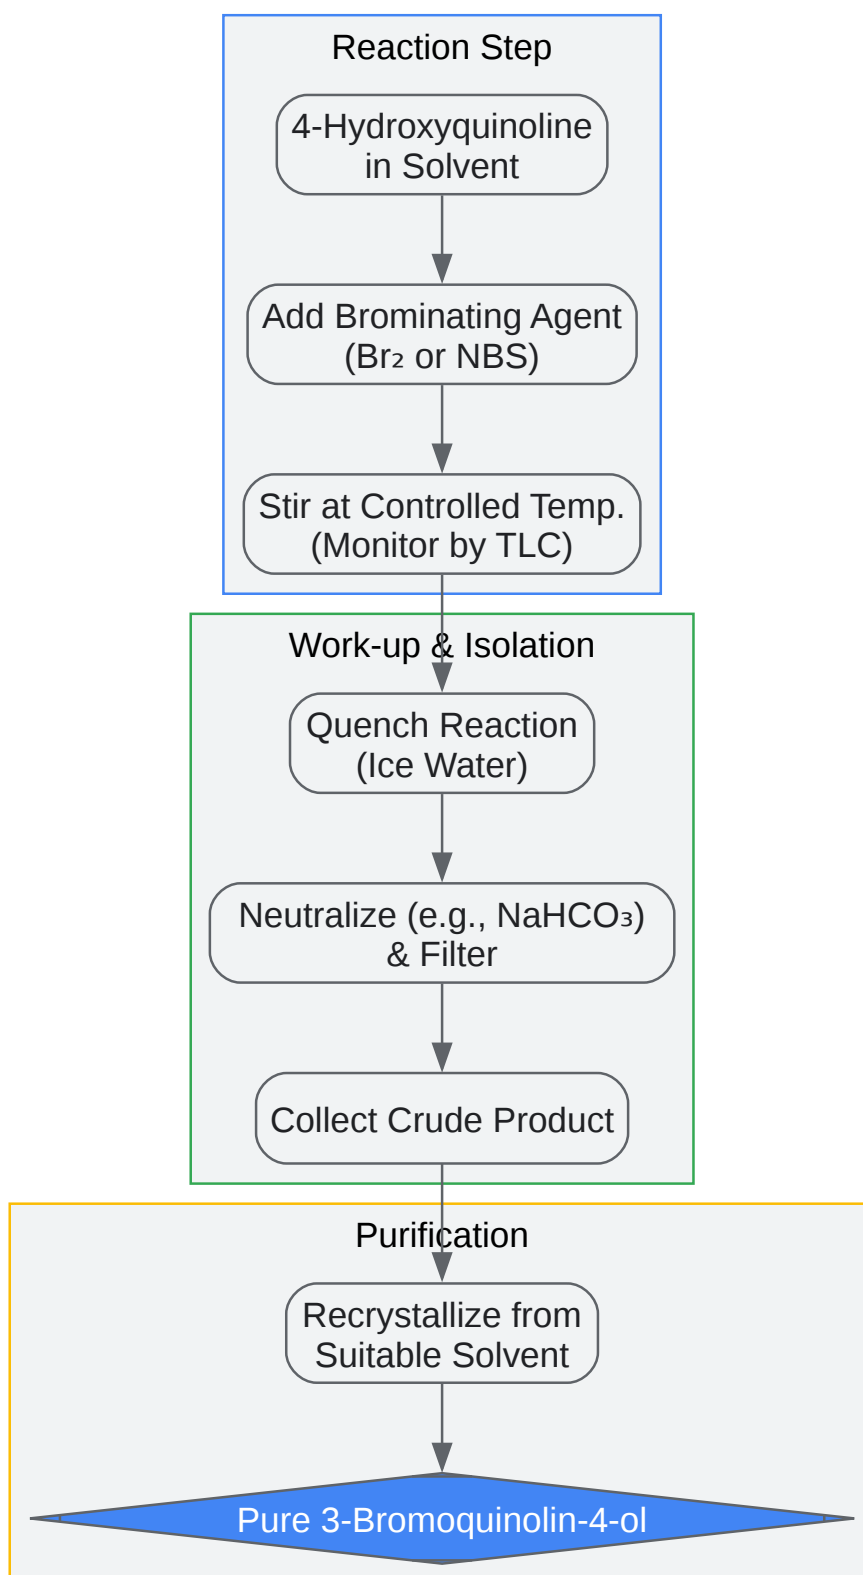 Reaction Step
4-Hydroxyquinoline
in Solvent
Add Brominating Agent
(Br₂ or NBS)
Stir at Controlled Temp.
(Monitor by TLC)
Work-up & Isolation
Quench Reaction
(Ice Water)
Neutralize (e.g., NaHCO₃)
& Filter
Collect Crude Product
Purification
Recrystallize from
Suitable Solvent
Pure 3-Bromoquinolin-4-ol